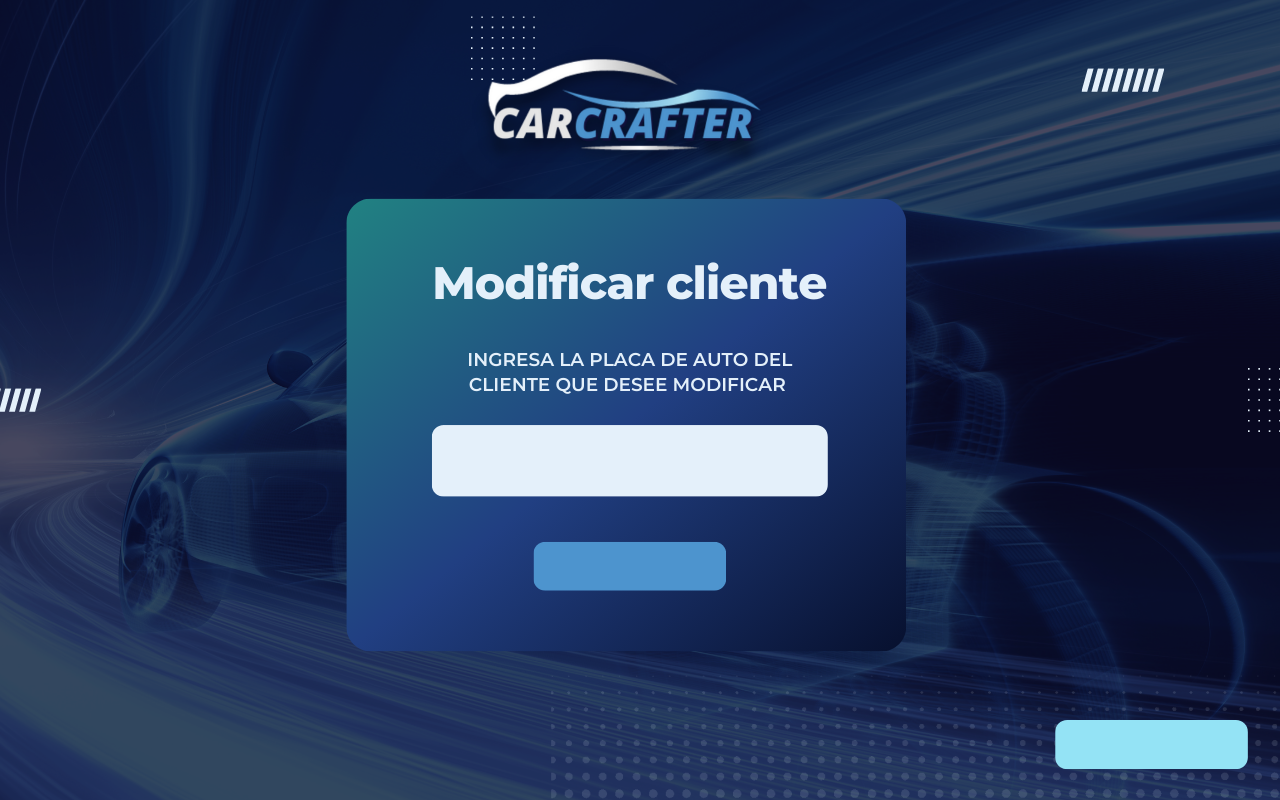 CARCRAFTER
Modificar cliente
INGRESA LA PLACA DE AUTO DEL
CLIENTE QUE DESEE MODIFICAR